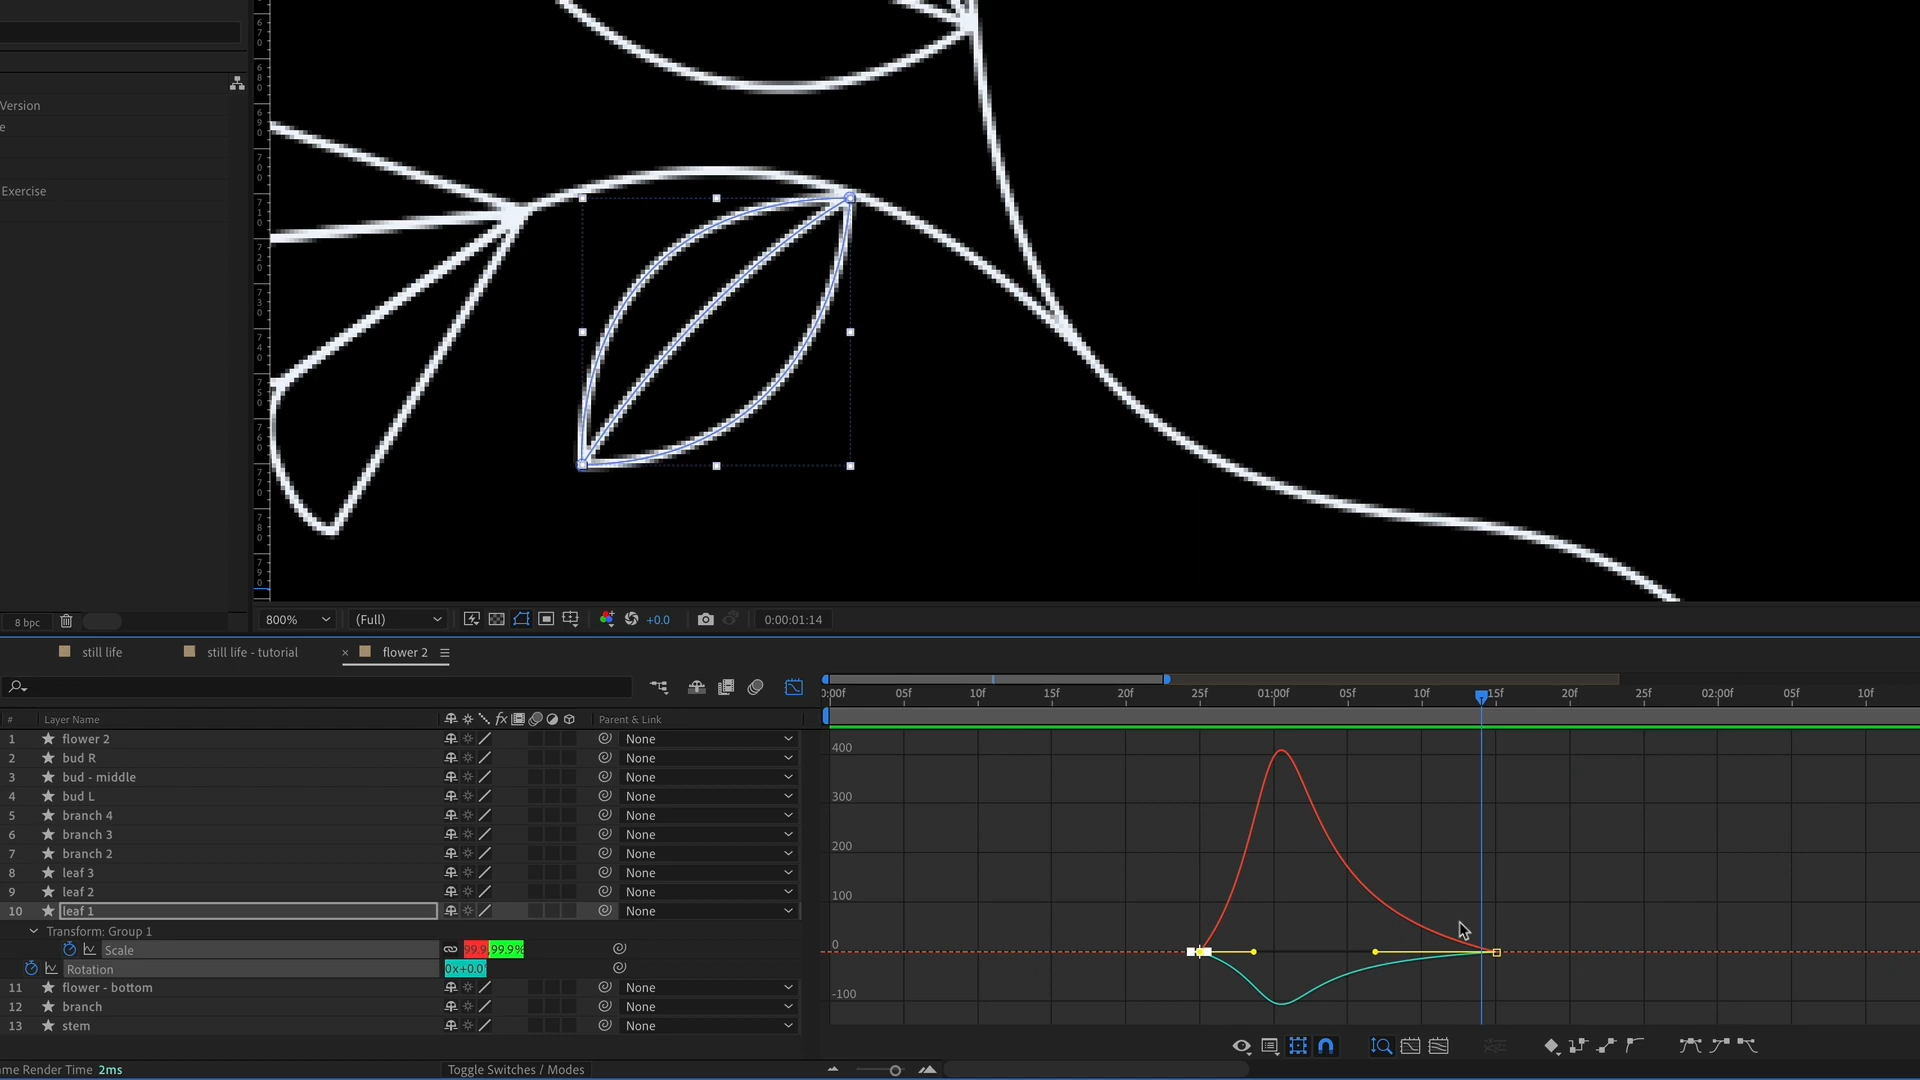 Version
e
Exercise
8 bpc
800%
(Full)
+0.0
0:00:01:14
still life
still life - tutorial
× flower 2
0:00f 05f 10f 15f 20f 25f 01:00f 05f 10f 15f 20f 25f 02:00f 05f 10f
# Layer Name fx Parent & Link
1 flower 2 None
2 bud R None
3 bud - middle None
4 bud L None
5 branch 4 None
6 branch 3 None
7 branch 2 None
8 leaf 3 None
9 leaf 2 None
10 leaf 1 None
Transform: Group 1
Scale 99.9 99.9%
Rotation 0x+0.0
11 flower - bottom None
12 branch None
13 stem None
400
300
200
100
0
-100
me Render Time 2ms
Toggle Switches / Modes